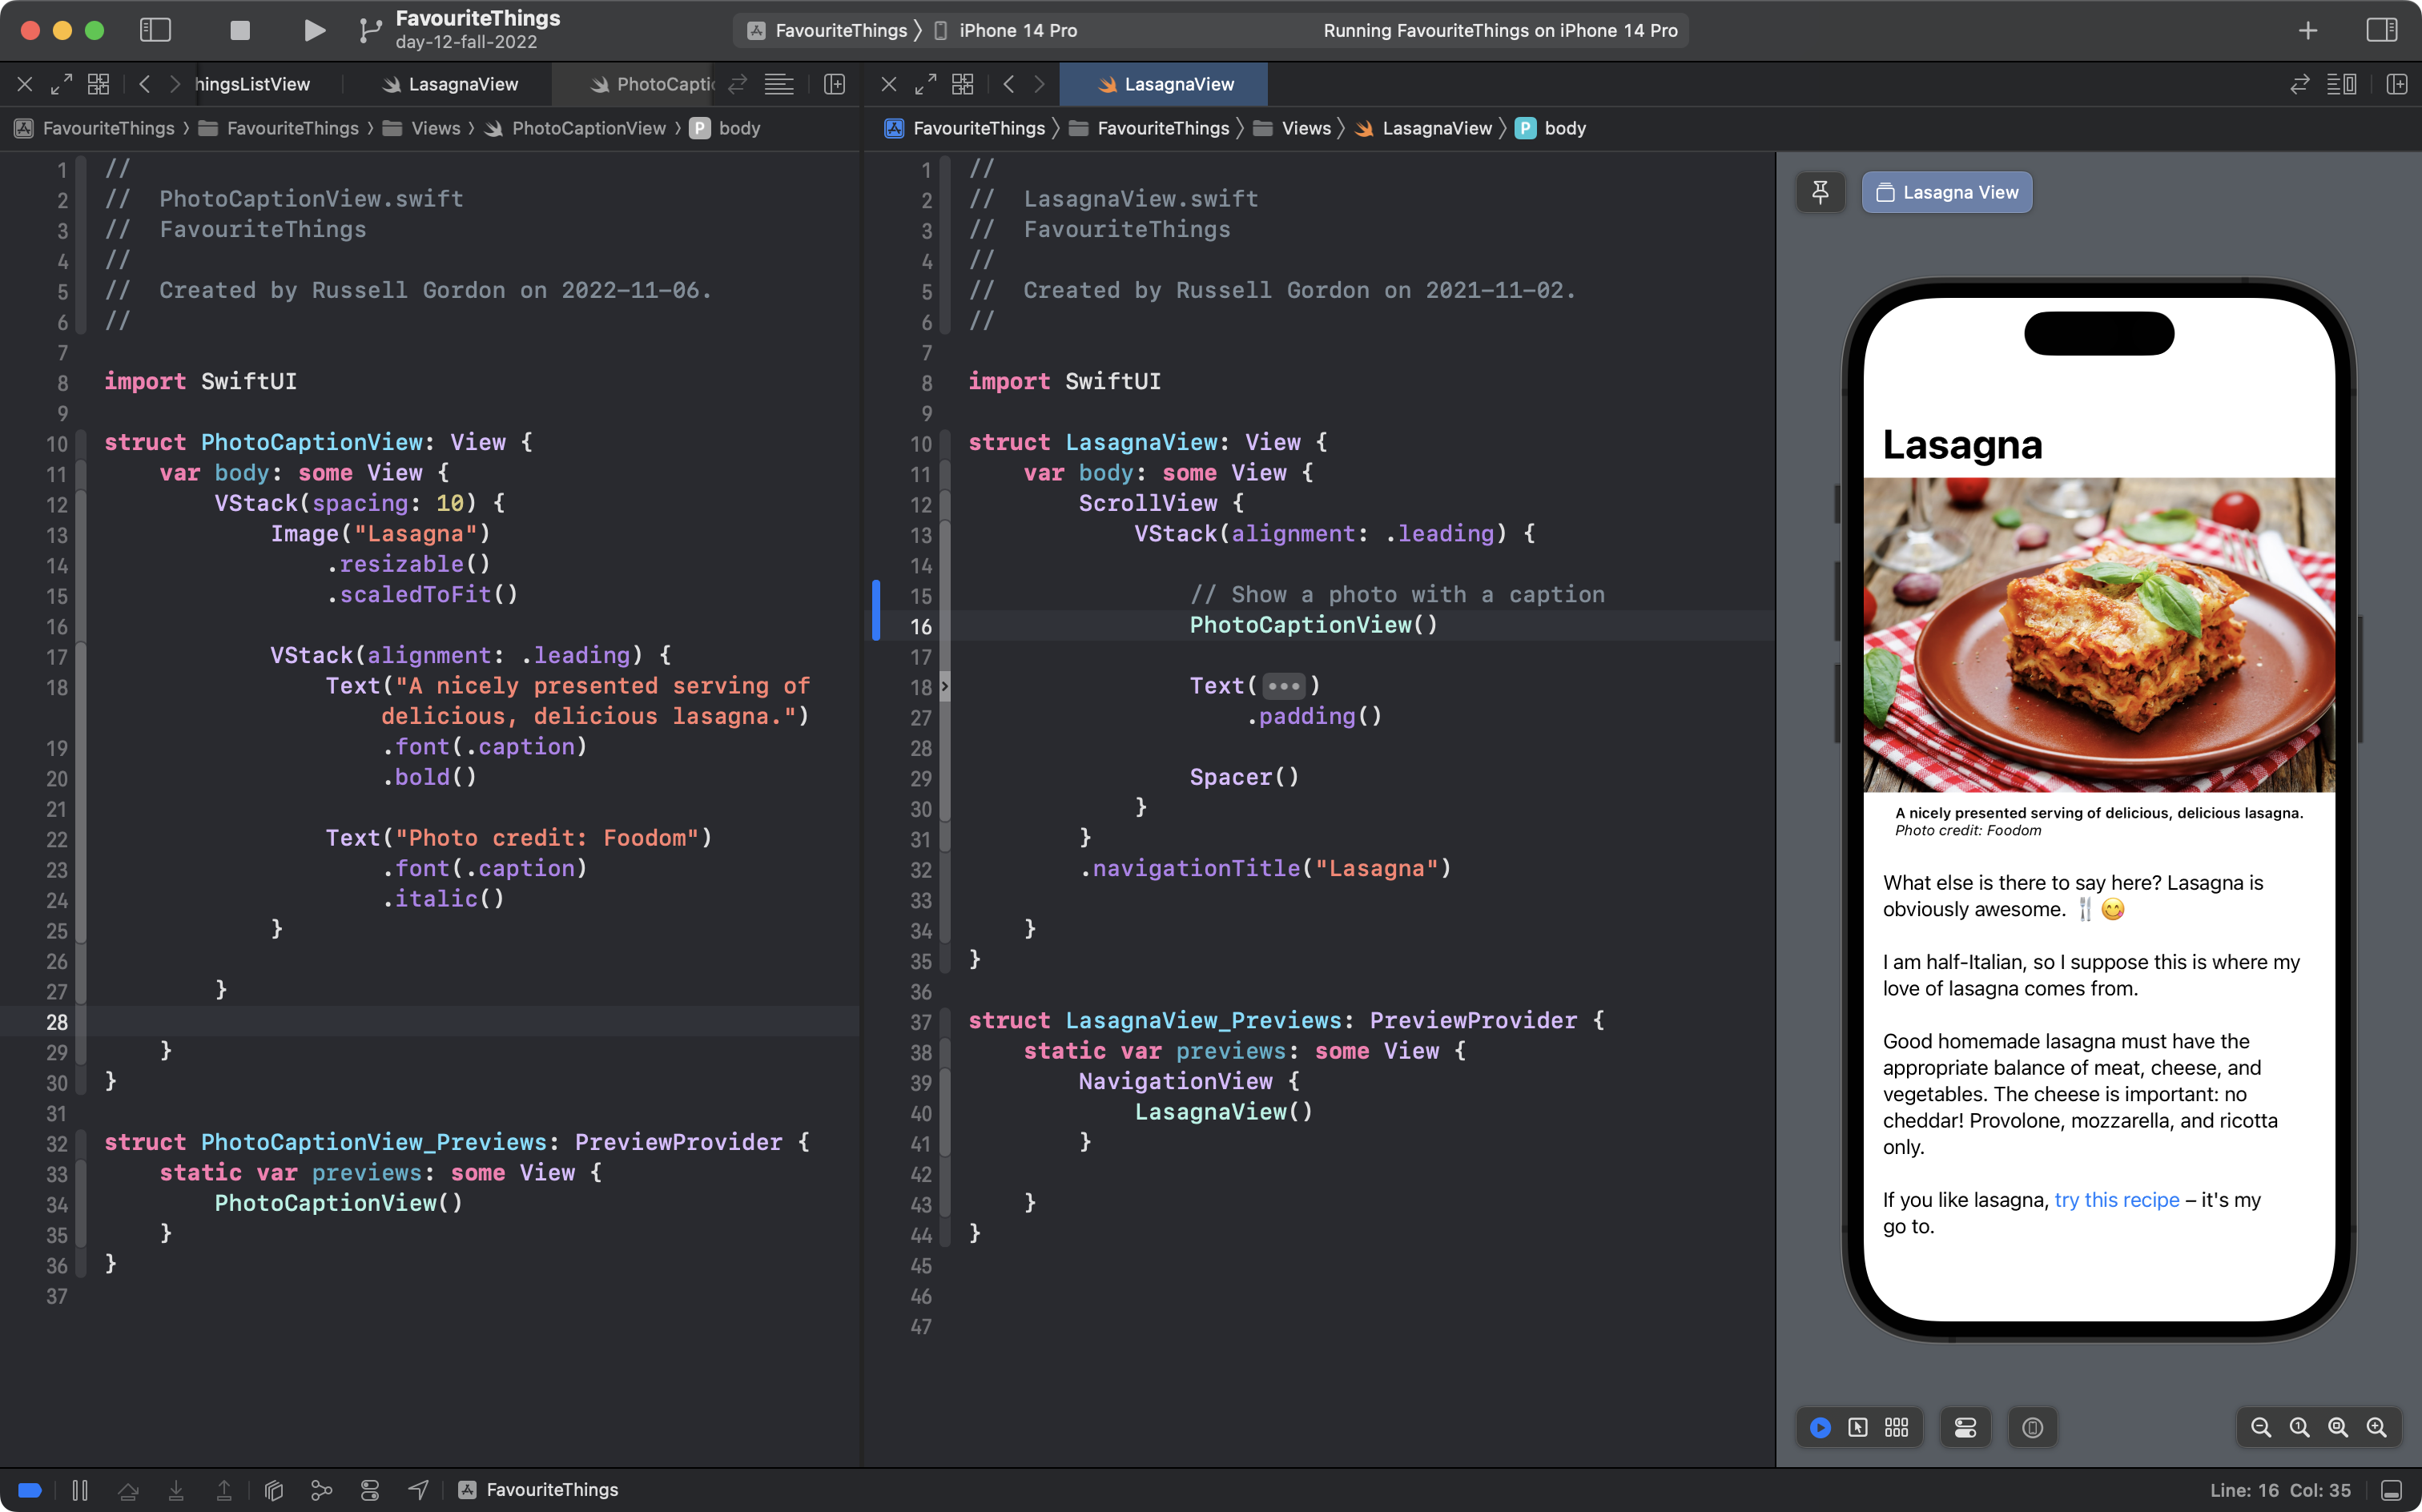 FavouriteThings
day-12-fall-2022
FavouriteThings 〉 iPhone 14 Pro
Running FavouriteThings on iPhone 14 Pro
hingsListView
LasagnaView
PhotoCaptio
LasagnaView
FavouriteThings 〉 FavouriteThings 〉 Views 〉 PhotoCaptionView 〉 P body
FavouriteThings 〉 FavouriteThings 〉 Views 〉 LasagnaView 〉 P body
1 //
2 //  PhotoCaptionView.swift
3 //  FavouriteThings
4 //
5 //  Created by Russell Gordon on 2022-11-06.
6 //
7
8 import SwiftUI
9
10 struct PhotoCaptionView: View {
11     var body: some View {
12         VStack(spacing: 10) {
13             Image("Lasagna")
14                 .resizable()
15                 .scaledToFit()
16
17             VStack(alignment: .leading) {
18                 Text("A nicely presented serving of
delicious, delicious lasagna.")
19                     .font(.caption)
20                     .bold()
21
22                 Text("Photo credit: Foodom")
23                     .font(.caption)
24                     .italic()
25             }
26
27         }
28
29     }
30 }
31
32 struct PhotoCaptionView_Previews: PreviewProvider {
33     static var previews: some View {
34         PhotoCaptionView()
35     }
36 }
37
1 //
2 //  LasagnaView.swift
3 //  FavouriteThings
4 //
5 //  Created by Russell Gordon on 2021-11-02.
6 //
7
8 import SwiftUI
9
10 struct LasagnaView: View {
11     var body: some View {
12         ScrollView {
13             VStack(alignment: .leading) {
14
15                 // Show a photo with a caption
16                 PhotoCaptionView()
17
18                 Text(•••)
27                     .padding()
28
29                 Spacer()
30             }
31         }
32         .navigationTitle("Lasagna")
33
34     }
35 }
36
37 struct LasagnaView_Previews: PreviewProvider {
38     static var previews: some View {
39         NavigationView {
40             LasagnaView()
41         }
42
43     }
44 }
45
46
47
Lasagna View
Lasagna
A nicely presented serving of delicious, delicious lasagna.
Photo credit: Foodom
What else is there to say here? Lasagna is
obviously awesome. 🍴😋
I am half-Italian, so I suppose this is where my
love of lasagna comes from.
Good homemade lasagna must have the
appropriate balance of meat, cheese, and
vegetables. The cheese is important: no
cheddar! Provolone, mozzarella, and ricotta
only.
If you like lasagna, try this recipe – it's my
go to.
FavouriteThings
Line: 16 Col: 35